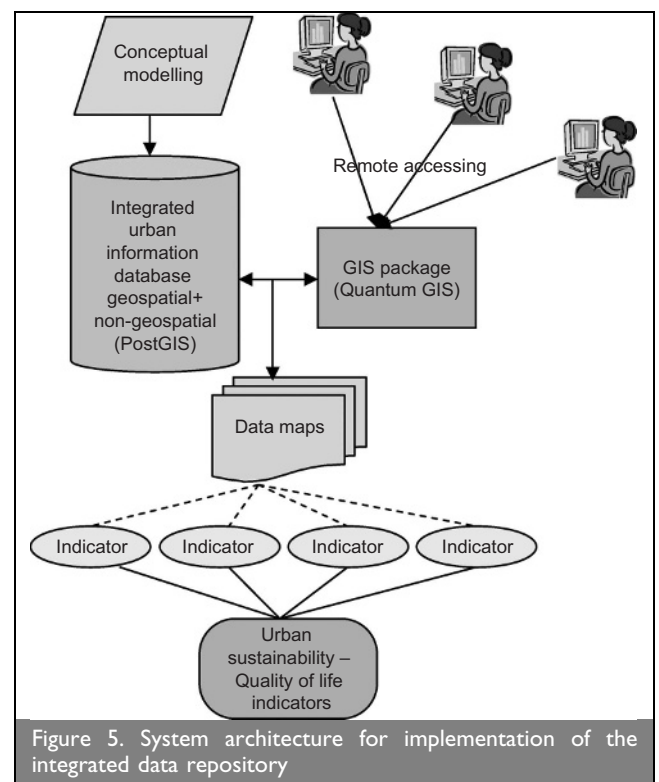 Conceptual
modelling
Remote accessing
Integrated
urban
information
database
geospatial+
non-geospatial
(PostGIS)
GIS package
(Quantum GIS)
Data maps
Indicator
Indicator
Indicator
Indicator
Urban
sustainability –
Quality of life
indicators
Figure 5. System architecture for implementation of the
integrated data repository